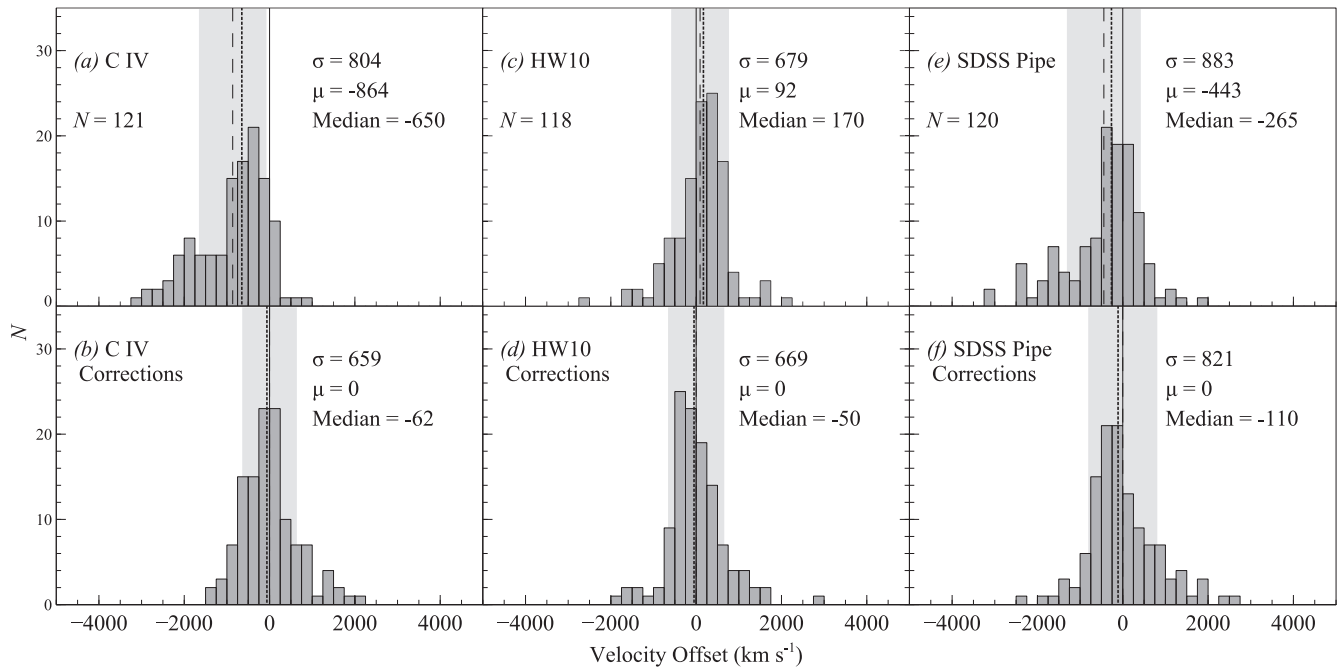 (a) C IV
N = 121
σ = 804
μ = -864
Median = -650
(c) HW10
N = 118
σ = 679
μ = 92
Median = 170
(e) SDSS Pipe
N = 120
σ = 883
μ = -443
Median = -265
30
20
10
0
(b) C IV
Corrections
σ = 659
μ = 0
Median = -62
(d) HW10
Corrections
σ = 669
μ = 0
Median = -50
(f) SDSS Pipe
Corrections
σ = 821
μ = 0
Median = -110
N
30
20
10
0
−4000 −2000 0 2000 4000
−4000 −2000 0 2000 4000
−4000 −2000 0 2000 4000
Velocity Offset (km s⁻¹)